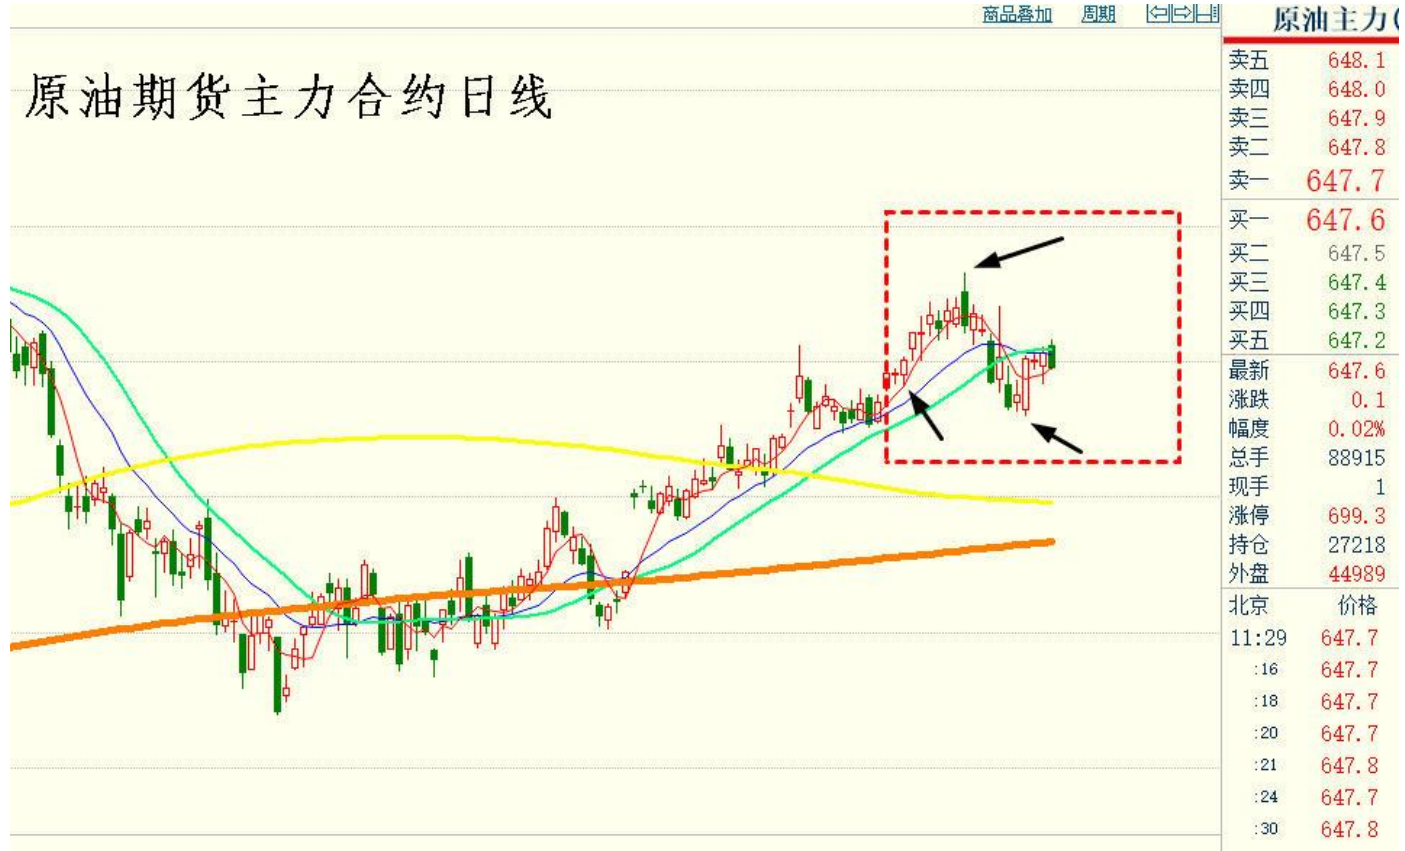 商品叠加 周期
原油主力(
原油期货主力合约日线
卖五 648.1
卖四 648.0
卖三 647.9
卖二 647.8
卖一 647.7
买一 647.6
买二 647.5
买三 647.4
买四 647.3
买五 647.2
最新 647.6
涨跌 0.1
幅度 0.02%
总手 88915
现手 1
涨停 699.3
持仓 27218
外盘 44989
北京 价格
11:29 647.7
:16 647.7
:18 647.7
:20 647.7
:21 647.8
:24 647.7
:30 647.8